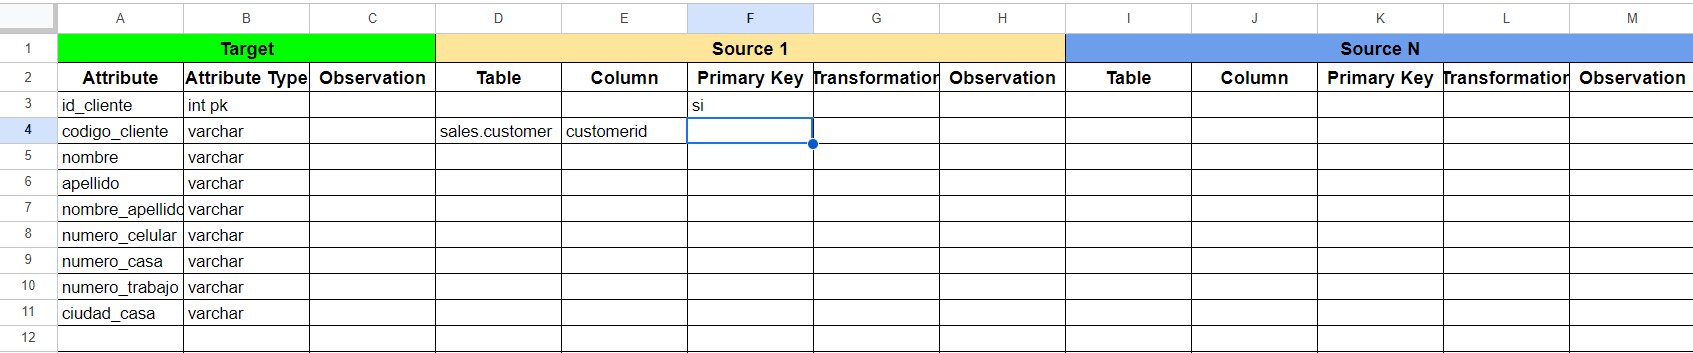 A B C D E F G H I J K L M
1 Target Source 1 Source N
2 Attribute Attribute Type Observation Table Column Primary Key Transformation Observation Table Column Primary Key Transformation Observation
3 id_cliente int pk si
4 codigo_cliente varchar sales.customer customerid
5 nombre varchar
6 apellido varchar
7 nombre_apellido varchar
8 numero_celular varchar
9 numero_casa varchar
10 numero_trabajo varchar
11 ciudad_casa varchar
12